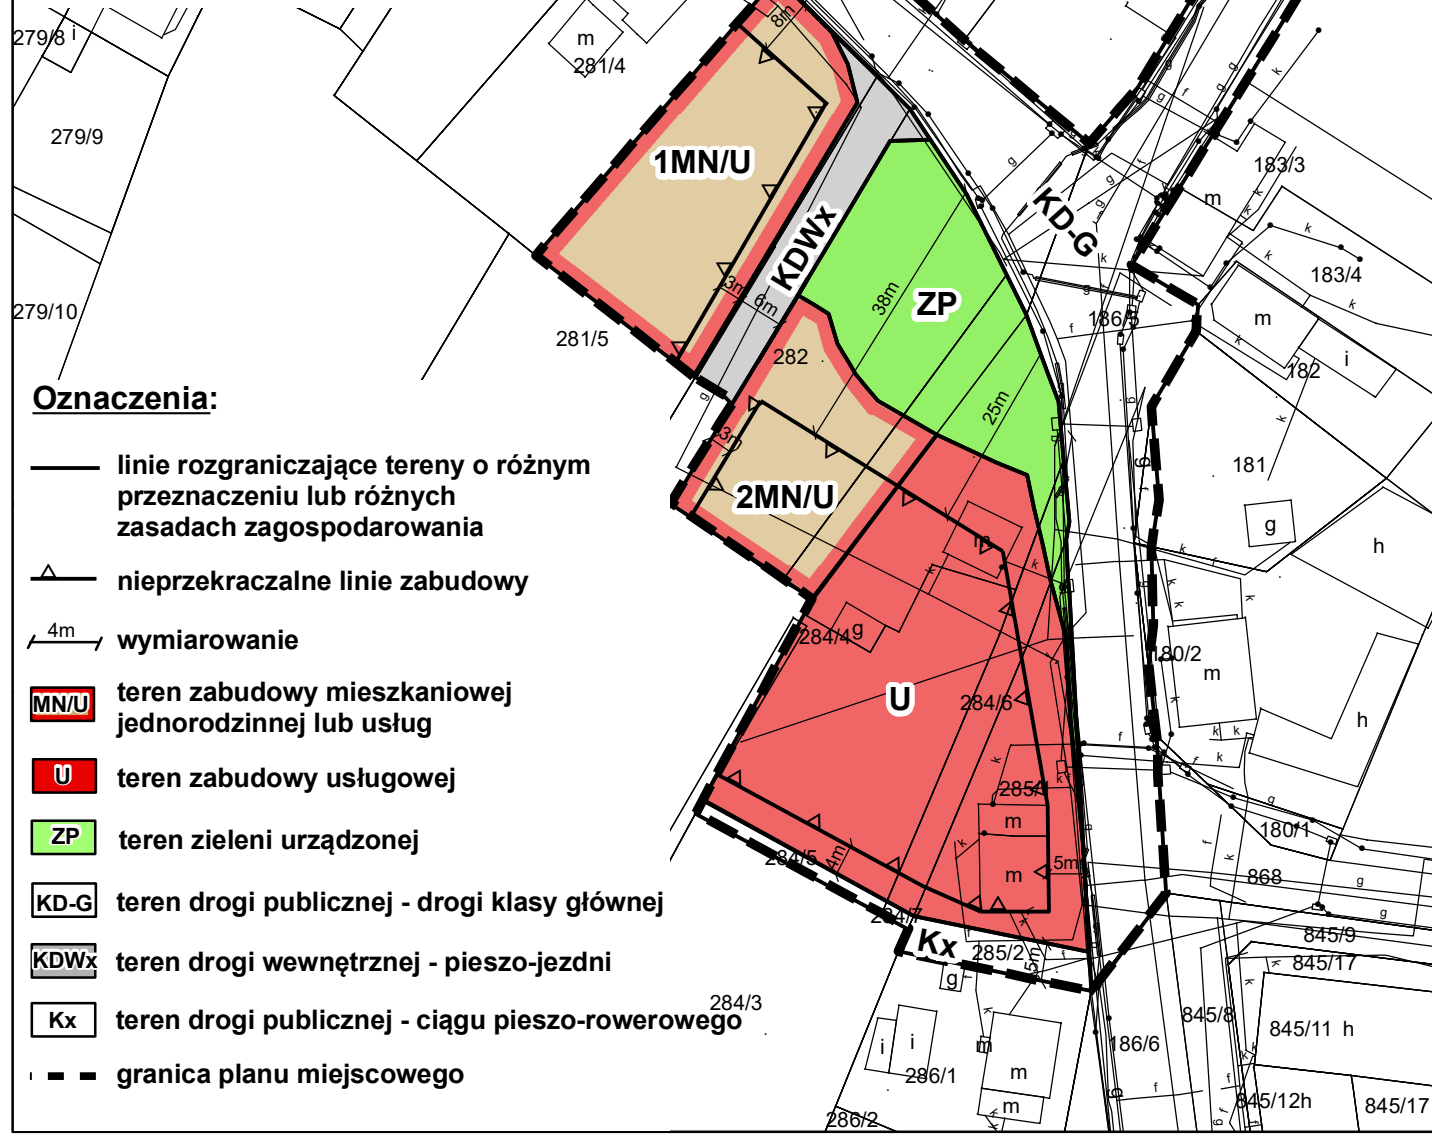 279/8
i
m
281/4
8m
279/9
1MN/U
183/3
m
KD-G
KDWx
183/4
279/10
3m
6m
38m
ZP
186/5
m
281/5
282
i
182
Oznaczenia:
25m
3m
181
linie rozgraniczające tereny o różnym
przeznaczeniu lub różnych
zasadach zagospodarowania
2MN/U
g
h
m
nieprzekraczalne linie zabudowy
4m
wymiarowanie
284/4
g
180/2
m
MN/U
teren zabudowy mieszkaniowej
jednorodzinnej lub usług
U
284/6
h
U
teren zabudowy usługowej
285/1
m
180/1
ZP
teren zieleni urządzonej
284/5
4m
m
5m
868
KD-G
teren drogi publicznej - drogi klasy głównej
284/7
Kx
285/2
5m
845/9
845/17
KDWx
teren drogi wewnętrznej - pieszo-jezdni
g
284/3
Kx
teren drogi publicznej - ciągu pieszo-rowerowego
845/8
845/11 h
i
i
m
186/6
m
286/1
granica planu miejscowego
m
845/12h
845/17
286/2